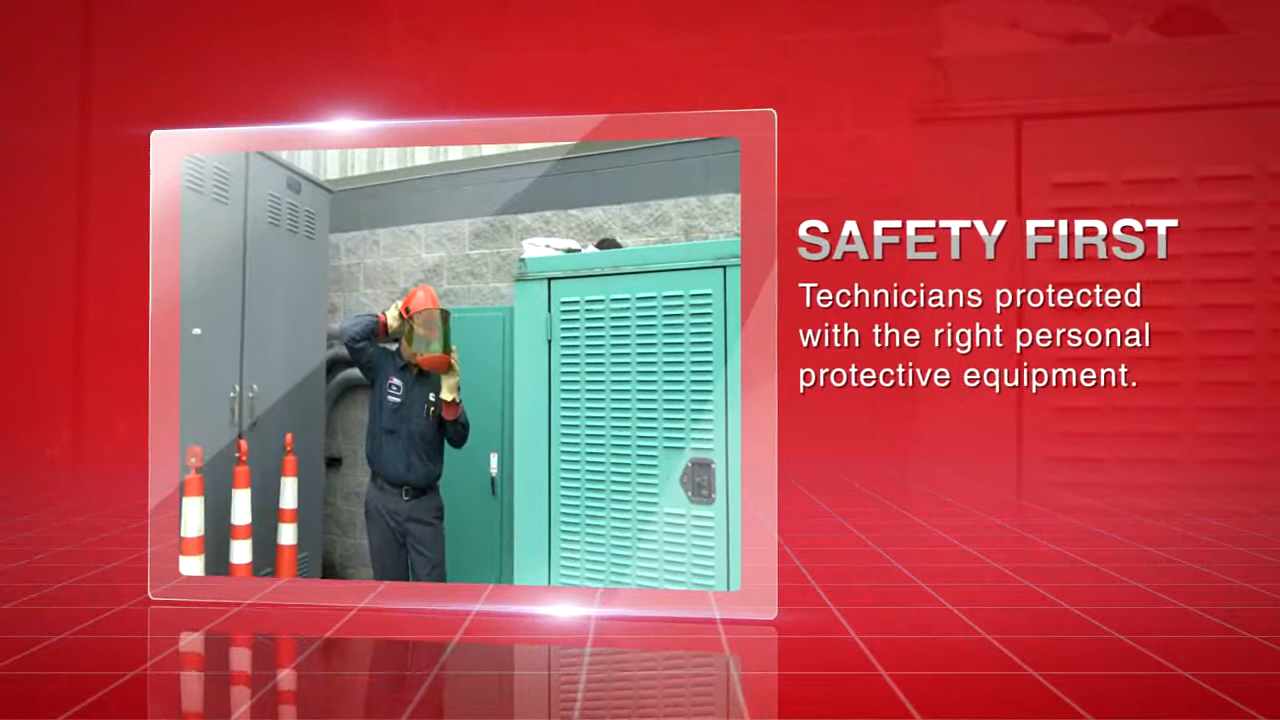 SAFETY FIRST
Technicians protected
with the right personal
protective equipment.